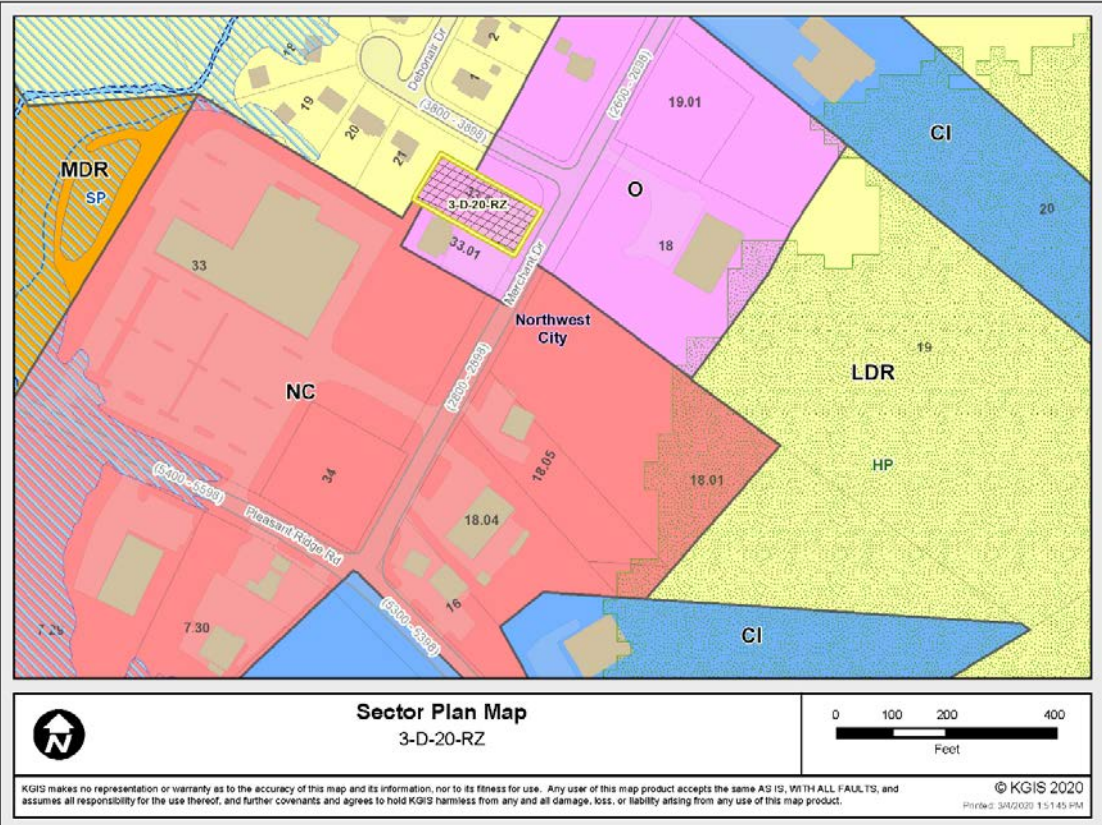 18
2
Debonair Dr
1
19
(3800 - 3898)
(2600 - 2698)
19.01
CI
20
21
MDR
SP
3-D-20-RZ
O
20
33
33.01
18
Merchant Dr
Northwest
City
19
LDR
NC
(2800 - 2898)
HP
34
18.05
18.01
(5400 - 5598)
Pleasant Ridge Rd
18.04
16
(5300 - 5398)
7.29
7.30
CI
N
Sector Plan Map
3-D-20-RZ
0 100 200 400
Feet
KGIS makes no representation or warranty as to the accuracy of this map and its information, nor to its fitness for use. Any user of this map product accepts the same AS IS, WITH ALL FAULTS, and
assumes all responsibility for the use thereof, and further covenants and agrees to hold KGIS harmless from any and all damage, loss, or liability arising from any use of this map product.
© KGIS 2020
Printed: 3/4/2020 1:51:45 PM